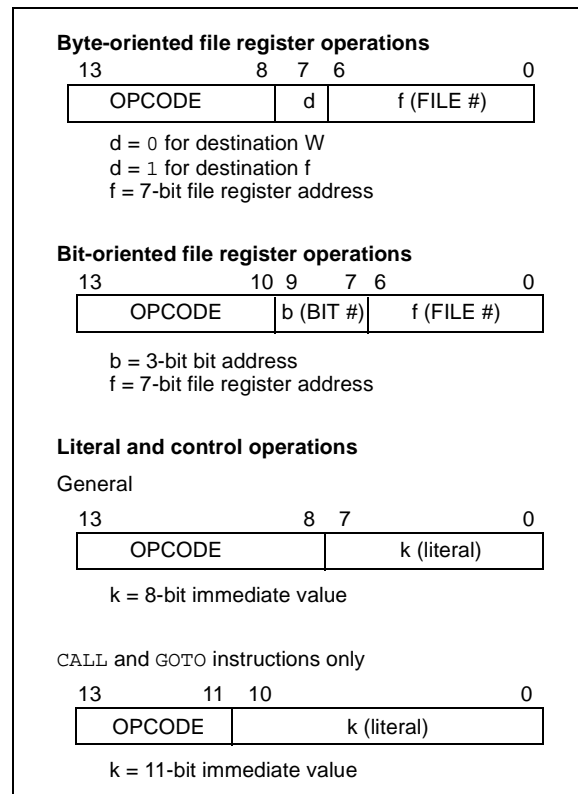 Byte-oriented file register operations
13 8 7 6 0
OPCODE d f (FILE #)
d = 0 for destination W
d = 1 for destination f
f = 7-bit file register address
Bit-oriented file register operations
13 10 9 7 6 0
OPCODE b (BIT #) f (FILE #)
b = 3-bit bit address
f = 7-bit file register address
Literal and control operations
General
13 8 7 0
OPCODE k (literal)
k = 8-bit immediate value
CALL and GOTO instructions only
13 11 10 0
OPCODE k (literal)
k = 11-bit immediate value